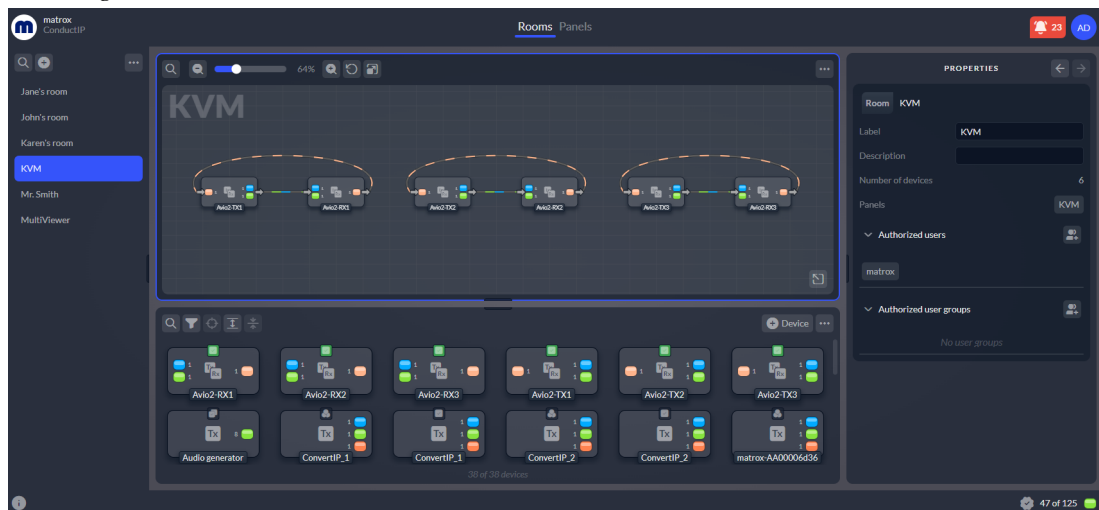 matrox
ConductIP
Rooms Panels
23
AD
Jane's room
John's room
Karen's room
KVM
Mr. Smith
MultiViewer
64%
KVM
Avio2-TX1
Avio2-RX1
Avio2-TX2
Avio2-RX2
Avio2-TX3
Avio2-RX3
Device
Avio2-RX1
Avio2-RX2
Avio2-RX3
Avio2-TX1
Avio2-TX2
Avio2-TX3
Audio generator
ConvertIP_1
ConvertIP_1
ConvertIP_2
ConvertIP_2
matrox-AA00006d36
38 of 38 devices
PROPERTIES
Room KVM
Label KVM
Description
Number of devices 6
Panels KVM
Authorized users
matrox
Authorized user groups
No user groups
47 of 125